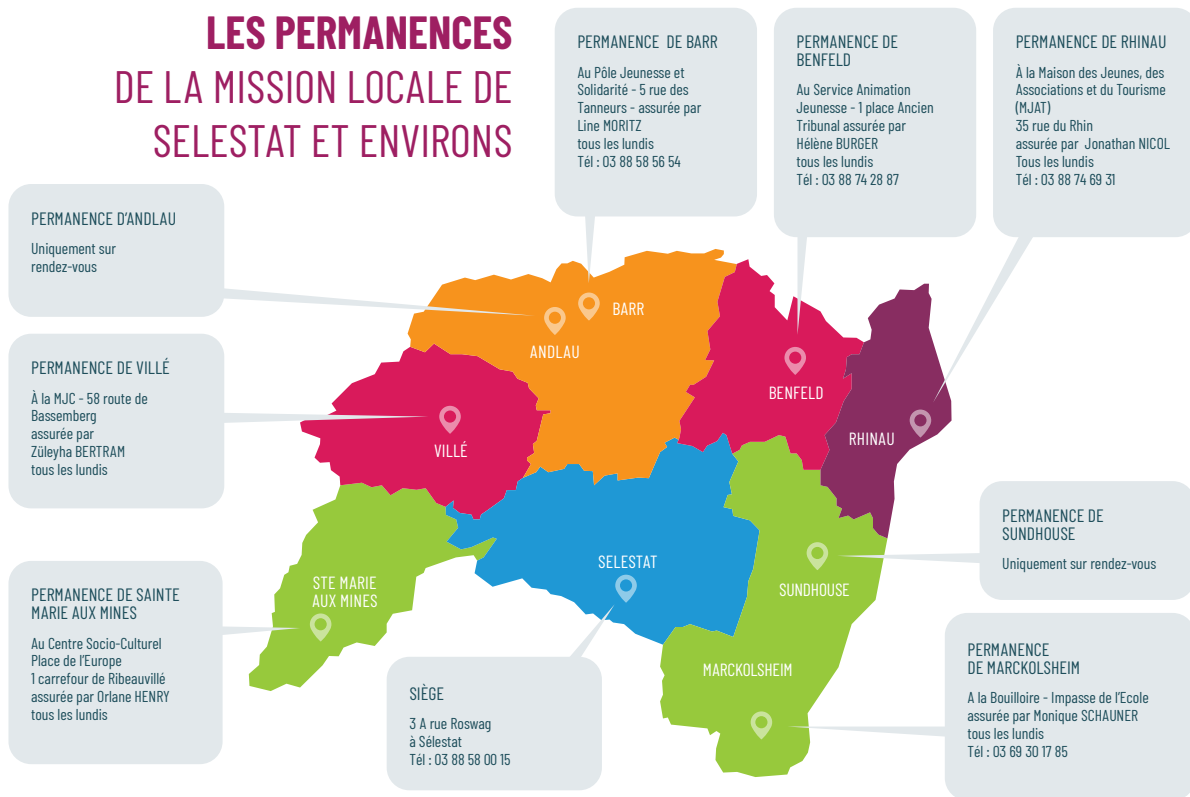 LES PERMANENCES
DE LA MISSION LOCALE DE
SELESTAT ET ENVIRONS
PERMANENCE DE BARR
Au Pôle Jeunesse et
Solidarité - 5 rue des
Tanneurs - assurée par
Line MORITZ
tous les lundis
Tél : 03 88 58 56 54
PERMANENCE DE
BENFELD
Au Service Animation
Jeunesse - 1 place Ancien
Tribunal assurée par
Hélène BURGER
tous les lundis
Tél : 03 88 74 28 87
PERMANENCE DE RHINAU
À la Maison des Jeunes, des
Associations et du Tourisme
(MJAT)
35 rue du Rhin
assurée par Jonathan NICOL
Tous les lundis
Tél : 03 88 74 69 31
PERMANENCE D'ANDLAU
Uniquement sur
rendez-vous
PERMANENCE DE VILLÉ
À la MJC - 58 route de
Bassemberg
assurée par
Züleyha BERTRAM
tous les lundis
PERMANENCE DE SAINTE
MARIE AUX MINES
Au Centre Socio-Culturel
Place de l'Europe
1 carrefour de Ribeauvillé
assurée par Orlane HENRY
tous les lundis
SIÈGE
3 A rue Roswag
à Sélestat
Tél : 03 88 58 00 15
PERMANENCE DE
SUNDHOUSE
Uniquement sur rendez-vous
PERMANENCE
DE MARCKOLSHEIM
A la Bouilloire - Impasse de l'Ecole
assurée par Monique SCHAUNER
tous les lundis
Tél : 03 69 30 17 85
BARR
ANDLAU
BENFELD
RHINAU
VILLÉ
SELESTAT
STE MARIE
AUX MINES
SUNDHOUSE
MARCKOLSHEIM